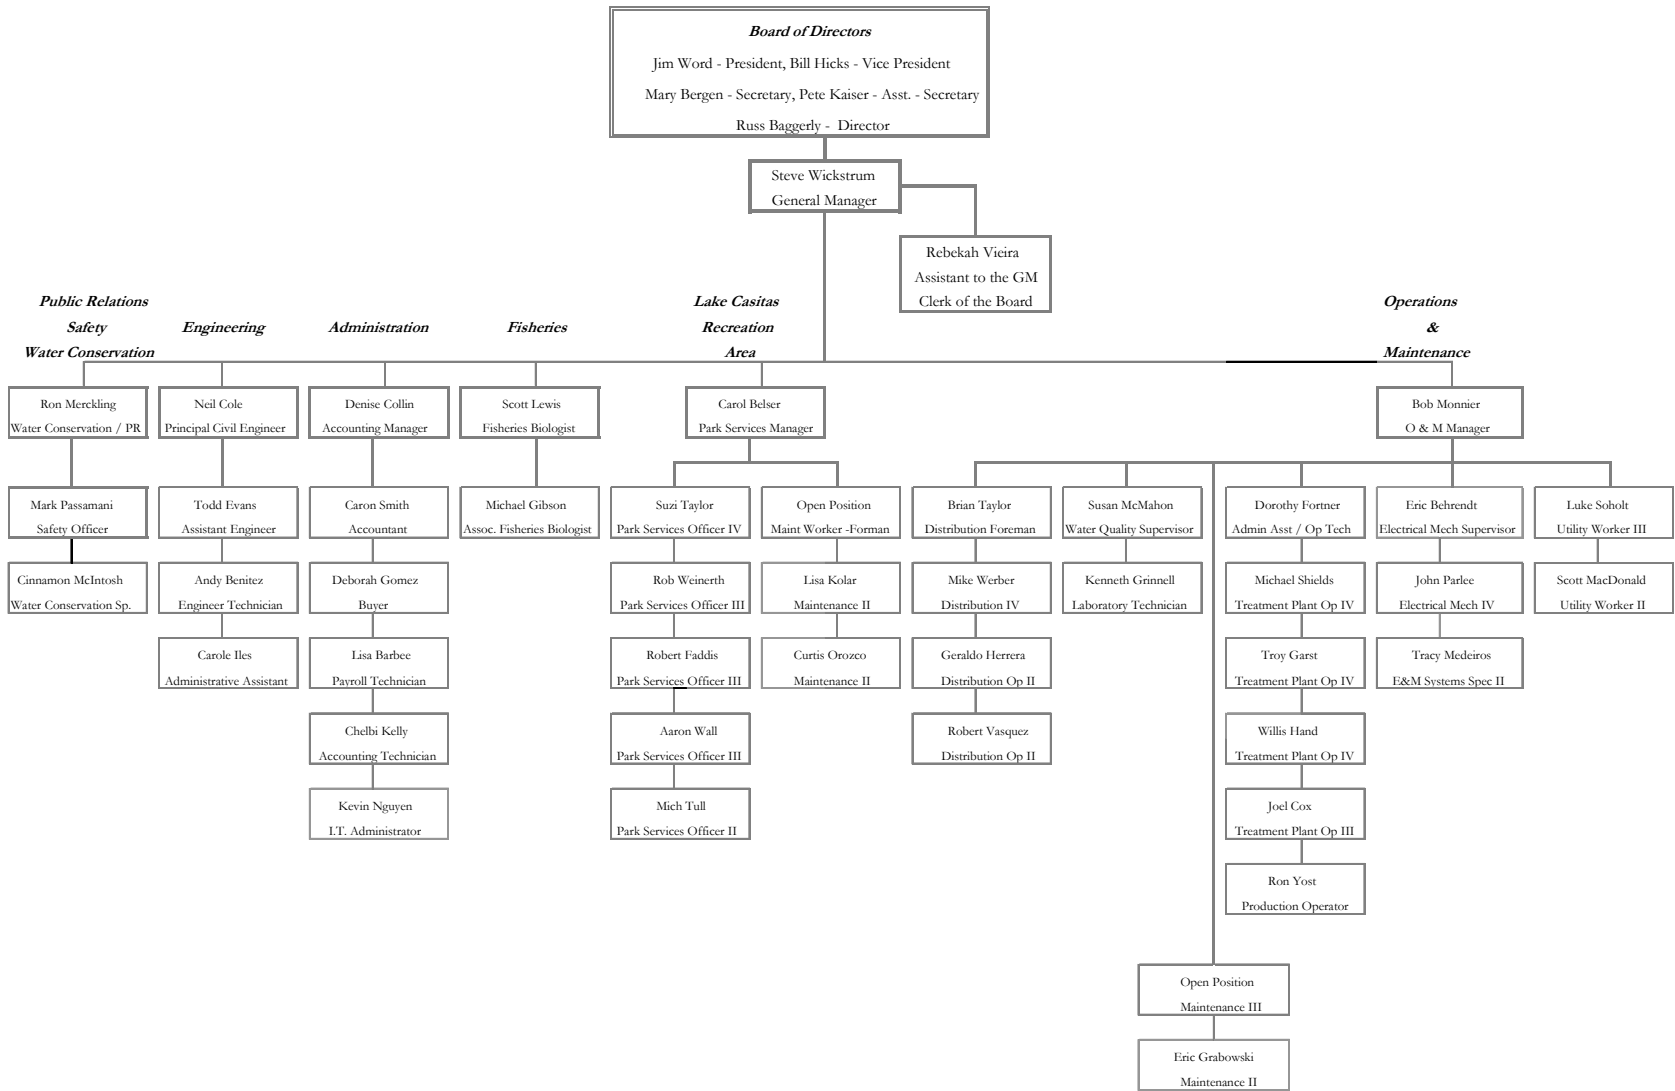 Board of Directors
Jim Word - President, Bill Hicks - Vice President
Mary Bergen - Secretary, Pete Kaiser - Asst. - Secretary
Russ Baggerly - Director
Steve Wickstrum
General Manager
Rebekah Vieira
Assistant to the GM
Clerk of the Board
Public Relations
Safety
Water Conservation
Engineering
Administration
Fisheries
Lake Casitas
Recreation
Area
Operations
&
Maintenance
Ron Merckling
Water Conservation / PR
Neil Cole
Principal Civil Engineer
Denise Collin
Accounting Manager
Scott Lewis
Fisheries Biologist
Carol Belser
Park Services Manager
Bob Monnier
O & M Manager
Mark Passamani
Safety Officer
Todd Evans
Assistant Engineer
Caron Smith
Accountant
Michael Gibson
Assoc. Fisheries Biologist
Suzi Taylor
Park Services Officer IV
Open Position
Maint Worker -Forman
Brian Taylor
Distribution Foreman
Susan McMahon
Water Quality Supervisor
Dorothy Fortner
Admin Asst / Op Tech
Eric Behrendt
Electrical Mech Supervisor
Luke Soholt
Utility Worker III
Cinnamon McIntosh
Water Conservation Sp.
Andy Benitez
Engineer Technician
Deborah Gomez
Buyer
Rob Weinerth
Park Services Officer III
Lisa Kolar
Maintenance II
Mike Werber
Distribution IV
Kenneth Grinnell
Laboratory Technician
Michael Shields
Treatment Plant Op IV
John Parlee
Electrical Mech IV
Scott MacDonald
Utility Worker II
Carole Iles
Administrative Assistant
Lisa Barbee
Payroll Technician
Robert Faddis
Park Services Officer III
Curtis Orozco
Maintenance II
Geraldo Herrera
Distribution Op II
Troy Garst
Treatment Plant Op IV
Tracy Medeiros
E&M Systems Spec II
Chelbi Kelly
Accounting Technician
Aaron Wall
Park Services Officer III
Robert Vasquez
Distribution Op II
Willis Hand
Treatment Plant Op IV
Kevin Nguyen
I.T. Administrator
Mich Tull
Park Services Officer II
Joel Cox
Treatment Plant Op III
Ron Yost
Production Operator
Open Position
Maintenance III
Eric Grabowski
Maintenance II